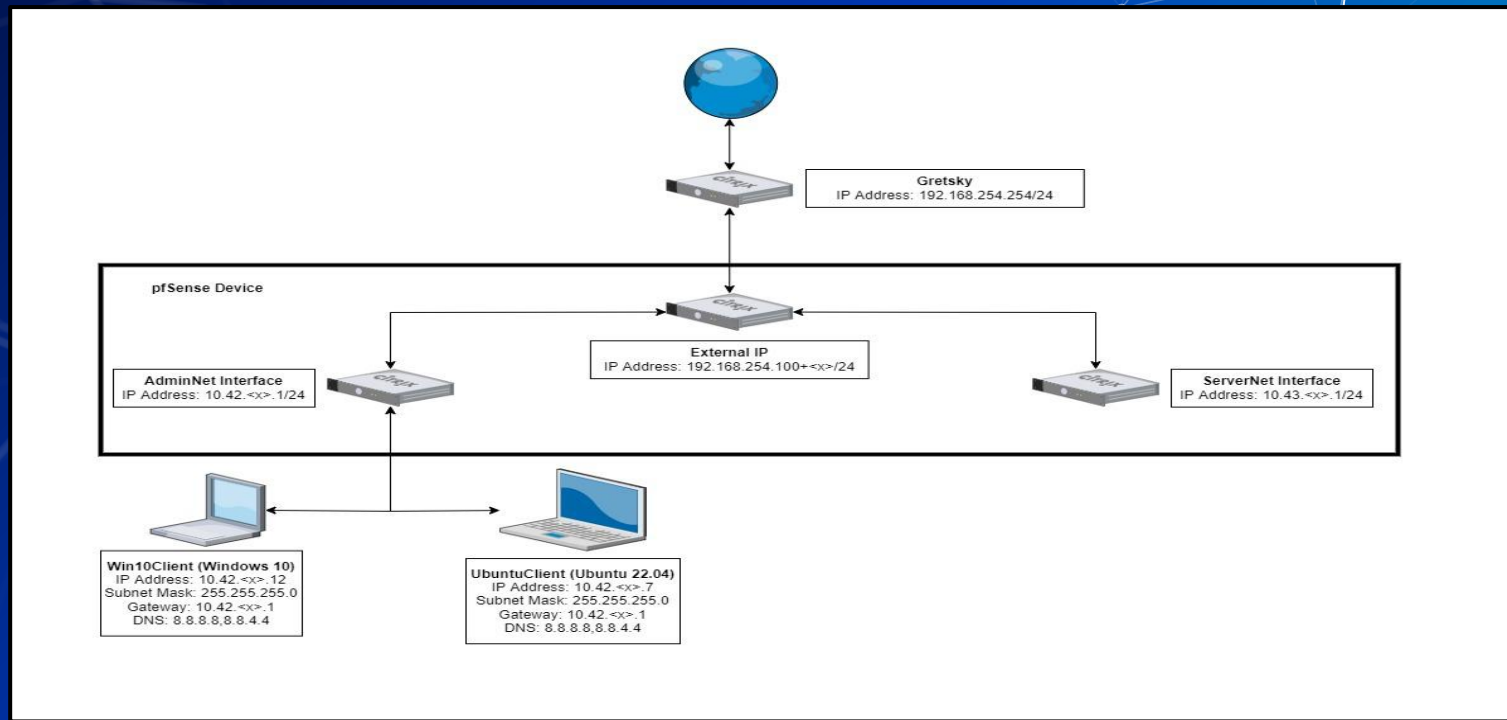 Gretsky
IP Address: 192.168.254.254/24
pfSense Device
citrix
External IP
IP Address: 192.168.254.100+<x>/24
citrix
AdminNet Interface
IP Address: 10.42.<x>.1/24
citrix
ServerNet Interface
IP Address: 10.43.<x>.1/24
citrix
Win10Client (Windows 10)
IP Address: 10.42.<x>.12
Subnet Mask: 255.255.255.0
Gateway: 10.42.<x>.1
DNS: 8.8.8.8,8.8.4.4
UbuntuClient (Ubuntu 22.04)
IP Address: 10.42.<x>.7
Subnet Mask: 255.255.255.0
Gateway: 10.42.<x>.1
DNS: 8.8.8.8,8.8.4.4